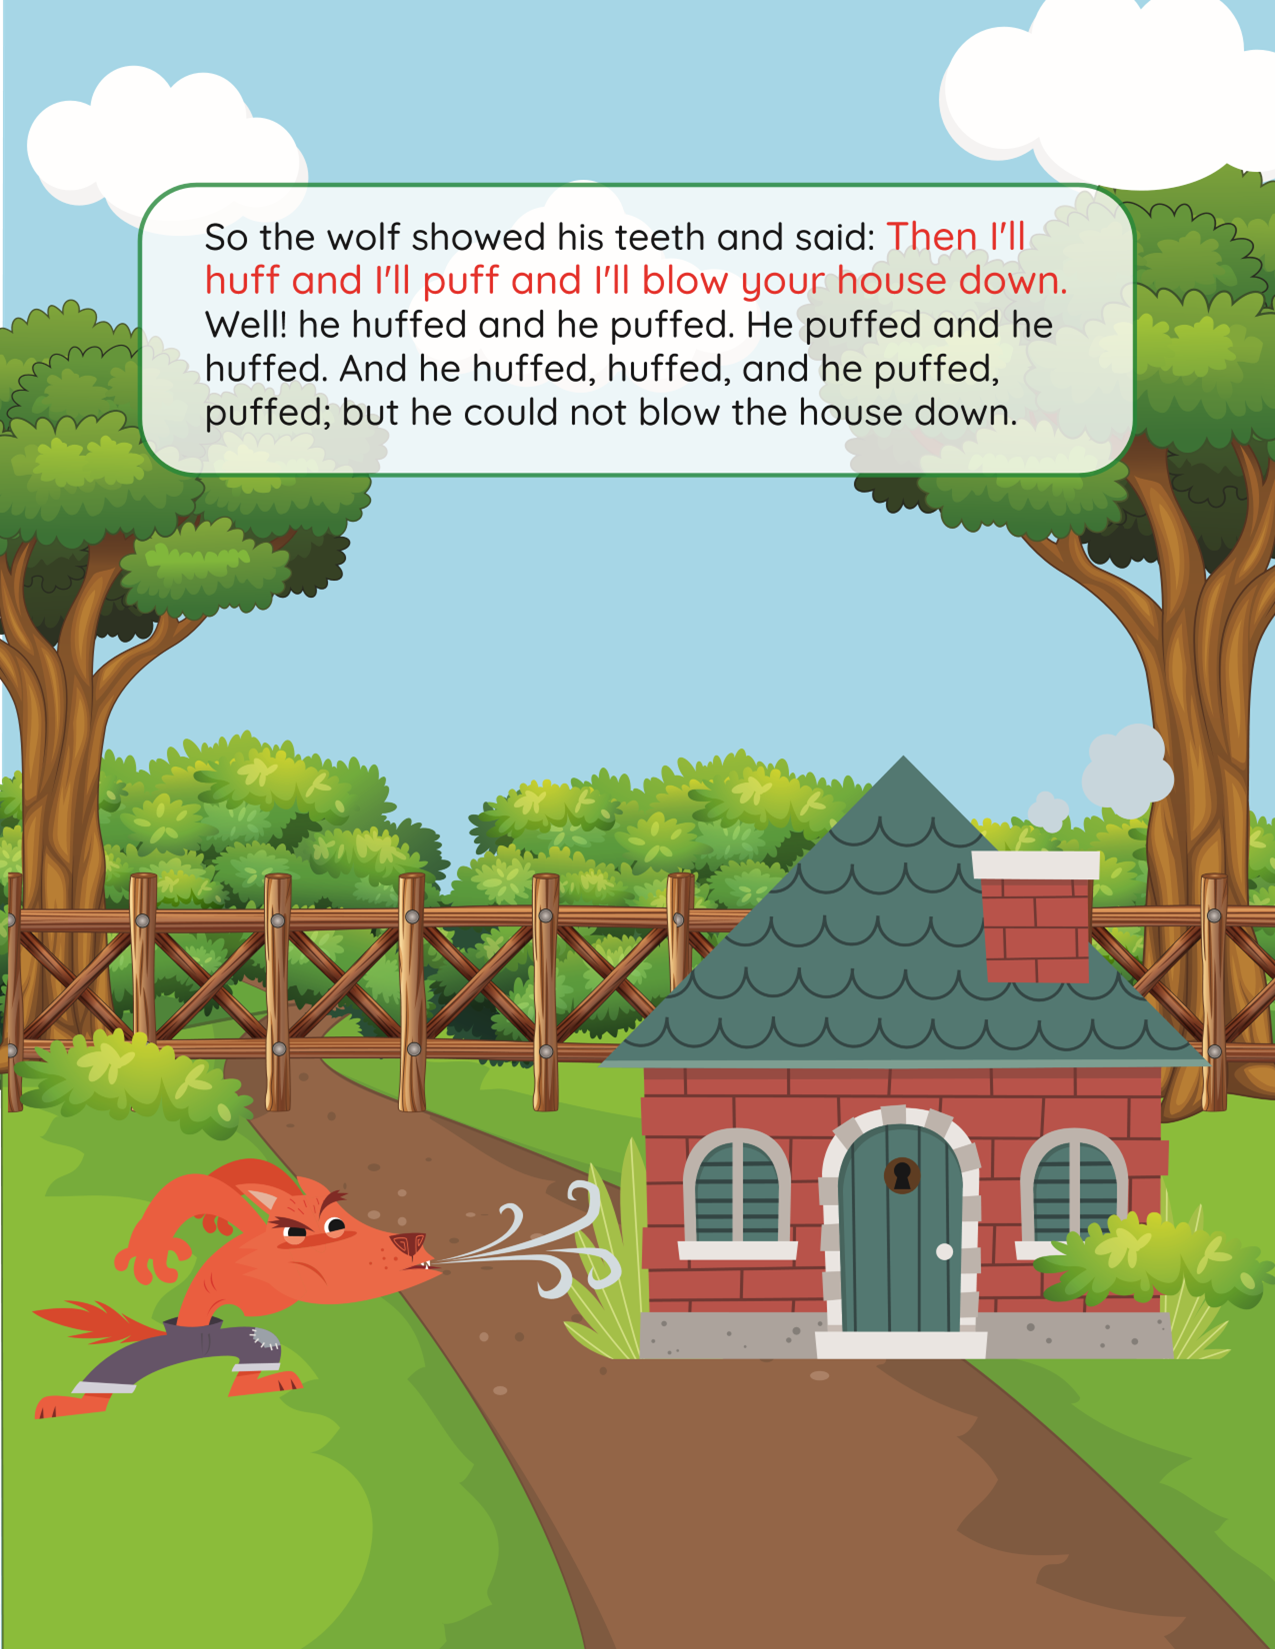 So the wolf showed his teeth and said: Then I'll
huff and I'll puff and I'll blow your house down.
Well! he huffed and he puffed. He puffed and he
huffed. And he huffed, huffed, and he puffed,
puffed; but he could not blow the house down.